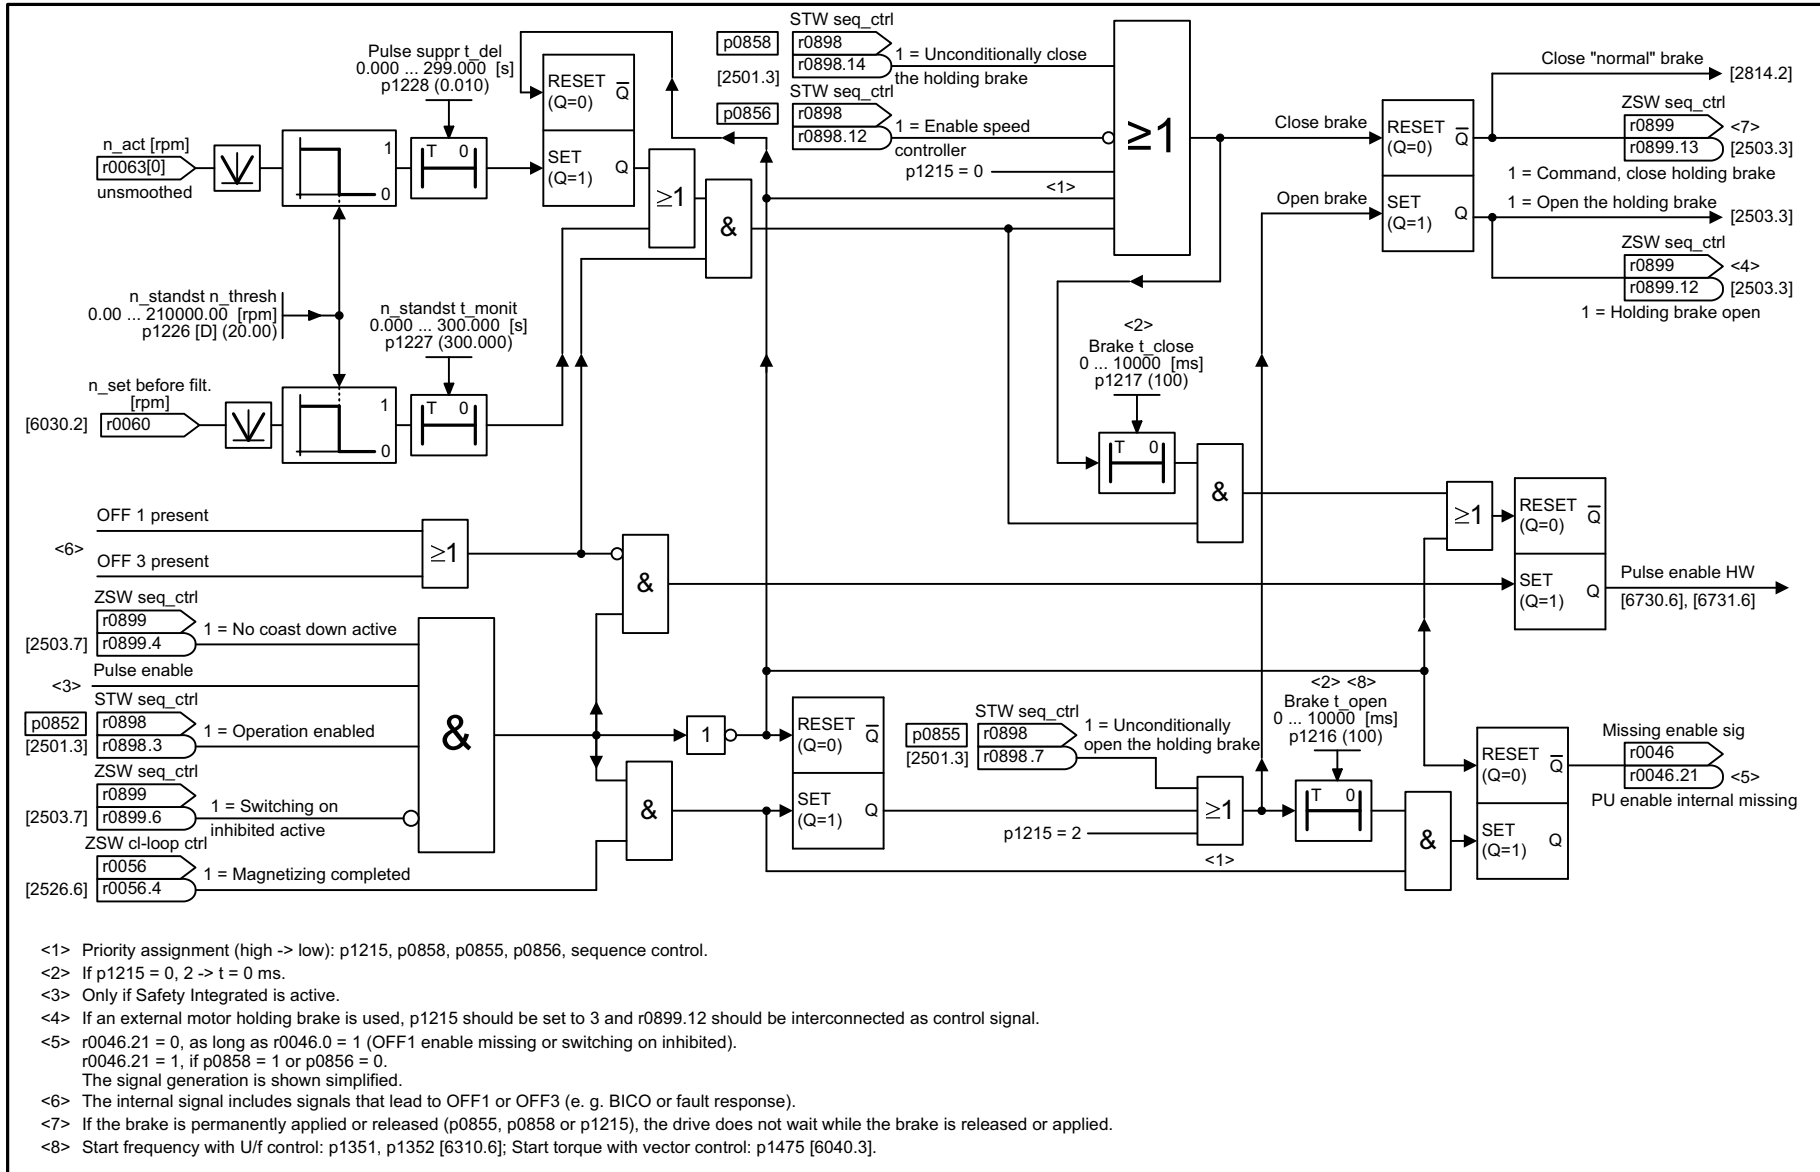 STW seq_ctrl
p0858
r0898
r0898.14
1 = Unconditionally close
the holding brake
[2501.3]
Pulse suppr t_del
0.000 ... 299.000 [s]
p1228 (0.010)
RESET
(Q=0)
Q
SET
(Q=1)
Q
STW seq_ctrl
p0856
r0898
r0898.12
1 = Enable speed
controller
p1215 = 0
<1>
≥1
Close brake
Open brake
RESET
(Q=0)
Q
SET
(Q=1)
Q
Close "normal" brake
[2814.2]
ZSW seq_ctrl
r0899
<7>
r0899.13
[2503.3]
1 = Command, close holding brake
1 = Open the holding brake
[2503.3]
ZSW seq_ctrl
r0899
<4>
r0899.12
[2503.3]
1 = Holding brake open
n_act [rpm]
r0063[0]
unsmoothed
1
0
T 0
≥1
&
n_standst n_thresh
0.00 ... 210000.00 [rpm]
p1226 [D] (20.00)
n_standst t_monit
0.000 ... 300.000 [s]
p1227 (300.000)
n_set before filt.
[rpm]
[6030.2]
r0060
1
0
T 0
<2>
Brake t_close
0 ... 10000 [ms]
p1217 (100)
T 0
&
≥1
RESET
(Q=0)
Q
SET
(Q=1)
Q
Pulse enable HW
[6730.6], [6731.6]
OFF 1 present
<6>
OFF 3 present
≥1
&
ZSW seq_ctrl
r0899
r0899.4
[2503.7]
1 = No coast down active
Pulse enable
<3>
STW seq_ctrl
p0852
r0898
r0898.3
[2501.3]
1 = Operation enabled
ZSW seq_ctrl
r0899
r0899.6
[2503.7]
1 = Switching on
inhibited active
ZSW cl-loop ctrl
r0056
r0056.4
[2526.6]
1 = Magnetizing completed
&
1
&
RESET
(Q=0)
Q
SET
(Q=1)
Q
STW seq_ctrl
p0855
r0898
r0898.7
[2501.3]
1 = Unconditionally
open the holding brake
p1215 = 2
≥1
<1>
<2> <8>
Brake t_open
0 ... 10000 [ms]
p1216 (100)
T 0
&
RESET
(Q=0)
Q
SET
(Q=1)
Q
Missing enable sig
r0046
r0046.21
<5>
PU enable internal missing
<1> Priority assignment (high -> low): p1215, p0858, p0855, p0856, sequence control.
<2> If p1215 = 0, 2 -> t = 0 ms.
<3> Only if Safety Integrated is active.
<4> If an external motor holding brake is used, p1215 should be set to 3 and r0899.12 should be interconnected as control signal.
<5> r0046.21 = 0, as long as r0046.0 = 1 (OFF1 enable missing or switching on inhibited).
r0046.21 = 1, if p0858 = 1 or p0856 = 0.
The signal generation is shown simplified.
<6> The internal signal includes signals that lead to OFF1 or OFF3 (e. g. BICO or fault response).
<7> If the brake is permanently applied or released (p0855, p0858 or p1215), the drive does not wait while the brake is released or applied.
<8> Start frequency with U/f control: p1351, p1352 [6310.6]; Start torque with vector control: p1475 [6040.3].